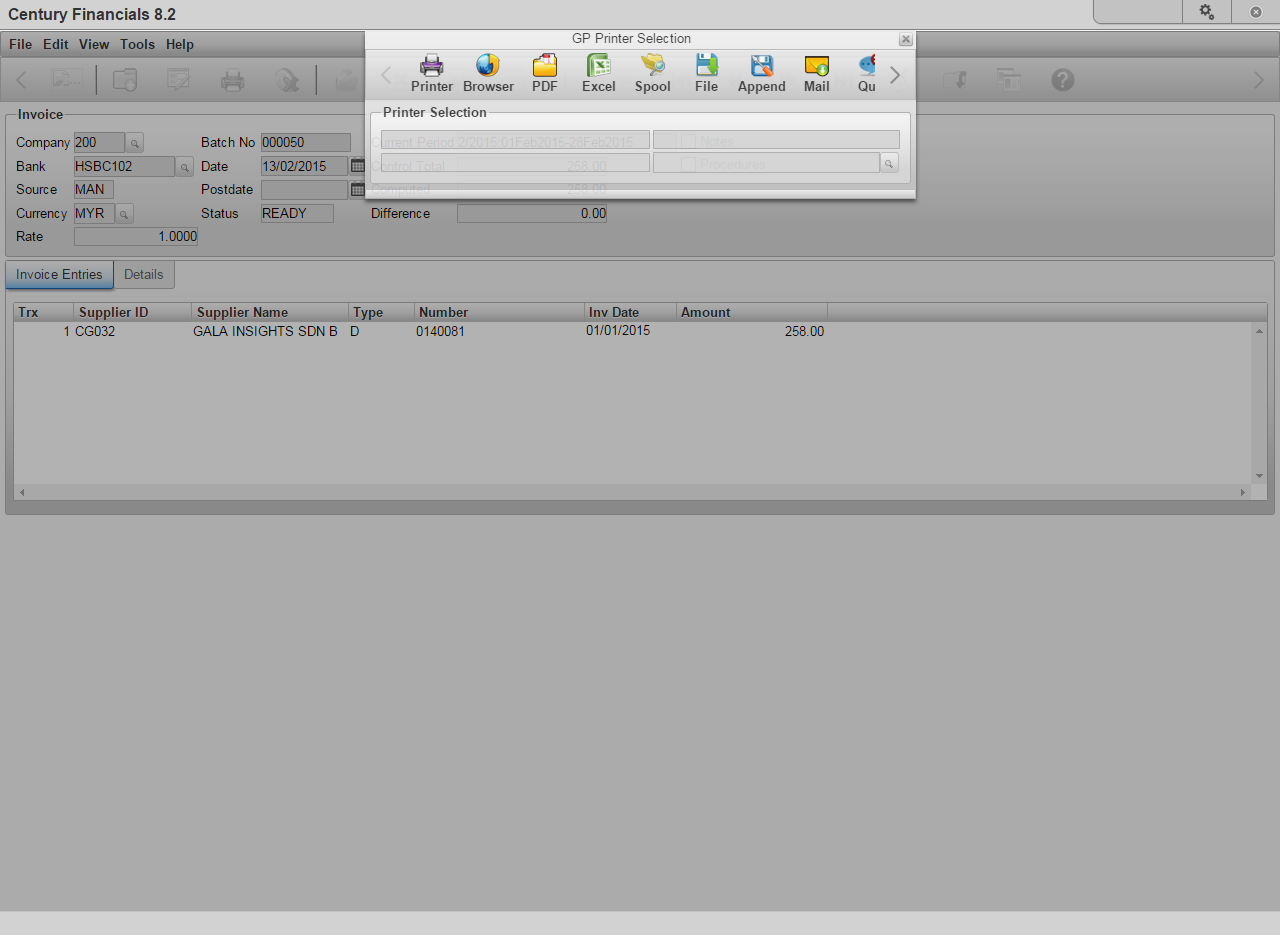 Century Financials 8.2
File Edit View Tools Help
GP Printer Selection
Printer Browser PDF Excel Spool File Append Mail Qu
Printer Selection
Invoice
Company 200 Batch No 000050 Current Period 2/2015 01Feb2015-28Feb2015 Notes
Bank HSBC102 Date 13/02/2015 Control Total 258.00 Procedures
Source MAN Postdate Computed 258.00
Currency MYR Status READY Difference 0.00
Rate 1.0000
Invoice Entries Details
Trx Supplier ID Supplier Name Type Number Inv Date Amount
1 CG032 GALA INSIGHTS SDN B D 0140081 01/01/2015 258.00